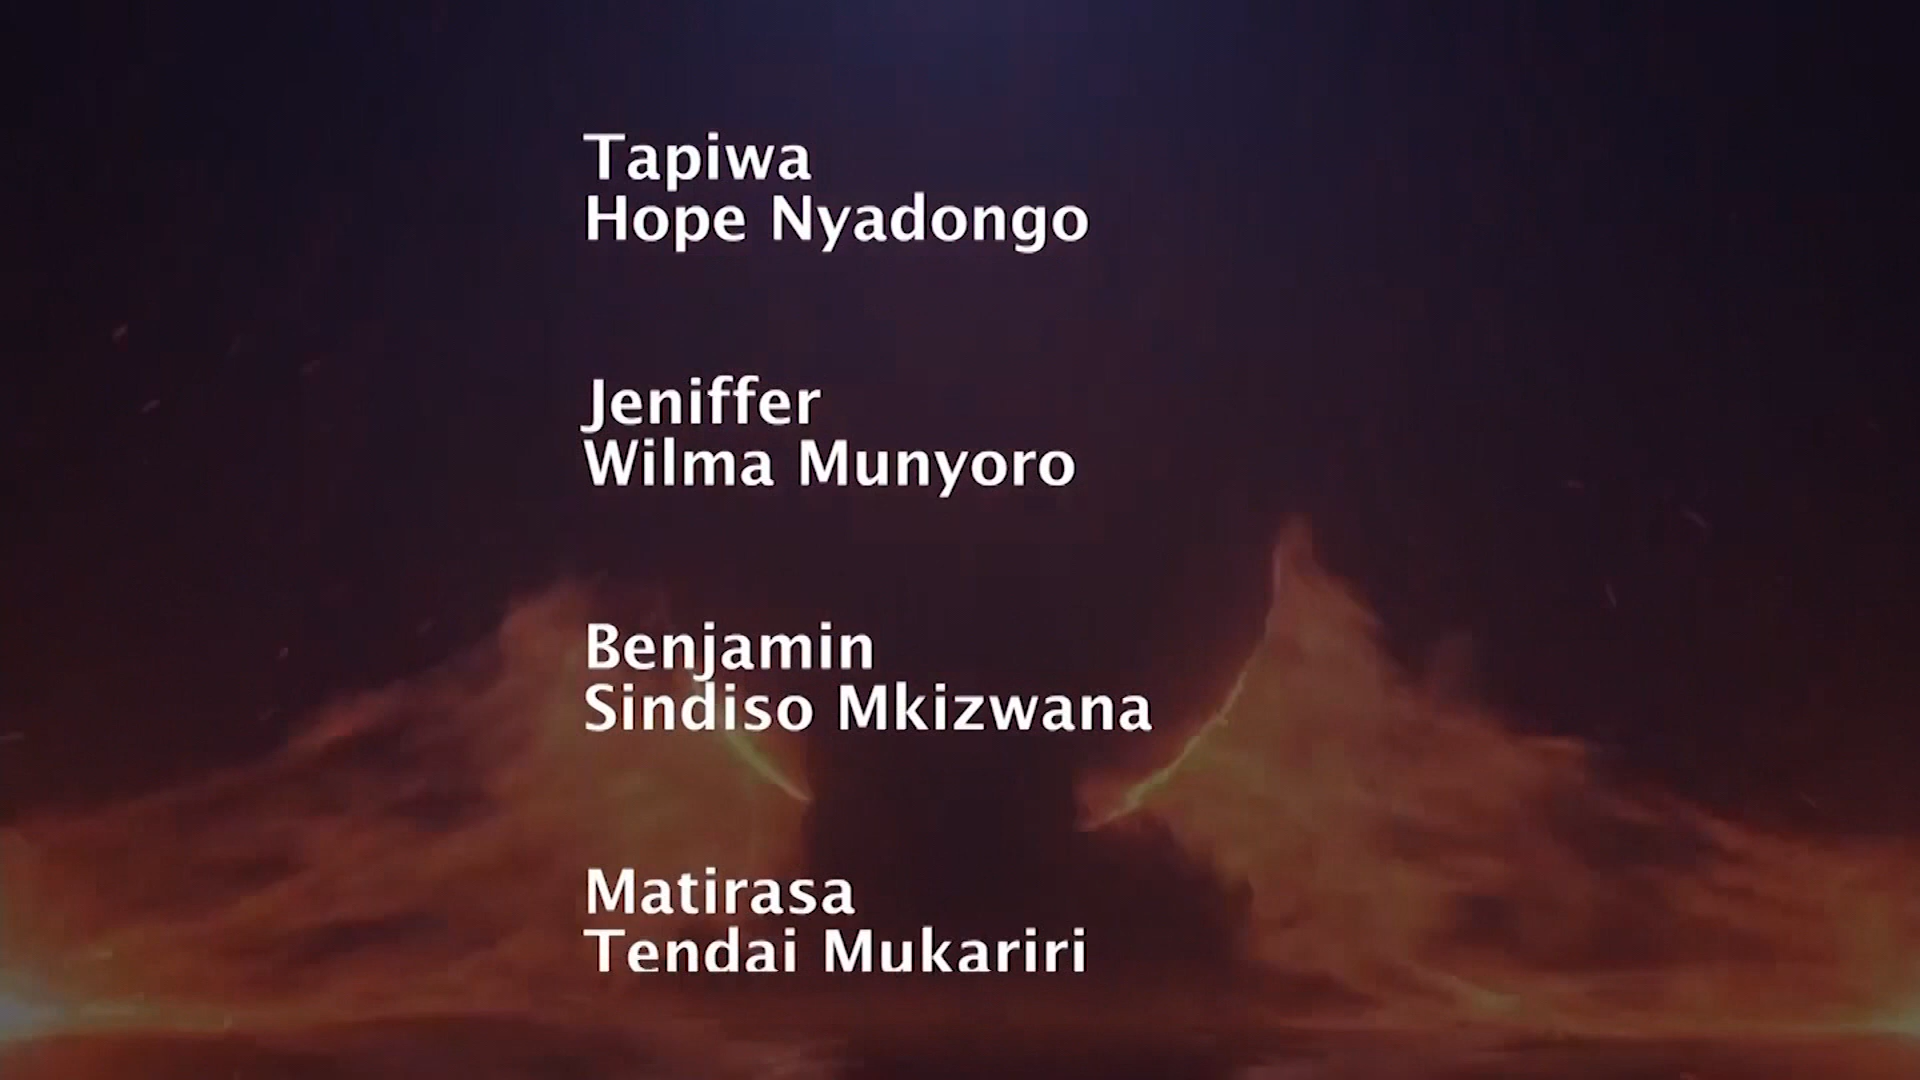 Tapiwa
Hope Nyadongo
Jeniffer
Wilma Munyoro
Benjamin
Sindiso Mkizwana
Matirasa
Tendai Mukariri